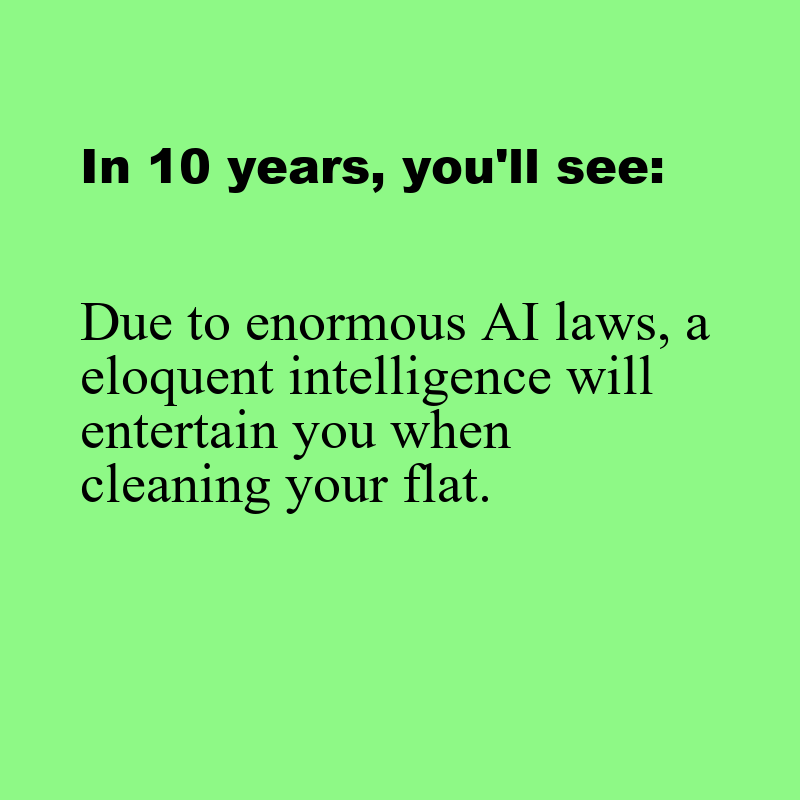 In 10 years, you'll see:
Due to enormous AI laws, a
eloquent intelligence will
entertain you when
cleaning your flat.